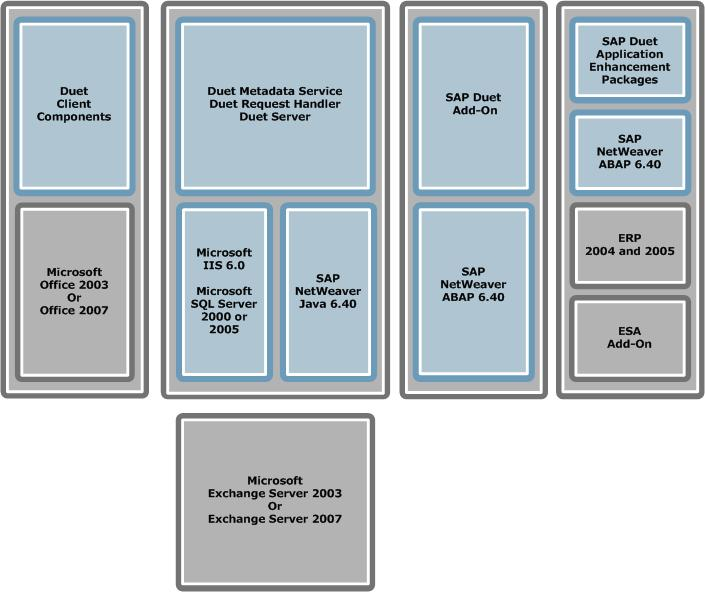 Duet
Client
Components
Microsoft
Office 2003
Or
Office 2007
Duet Metadata Service
Duet Request Handler
Duet Server
Microsoft
IIS 6.0
Microsoft
SQL Server
2000 or
2005
SAP
NetWeaver
Java 6.40
SAP Duet
Add-On
SAP
NetWeaver
ABAP 6.40
SAP Duet
Application
Enhancement
Packages
SAP
NetWeaver
ABAP 6.40
ERP
2004 and 2005
ESA
Add-On
Microsoft
Exchange Server 2003
Or
Exchange Server 2007